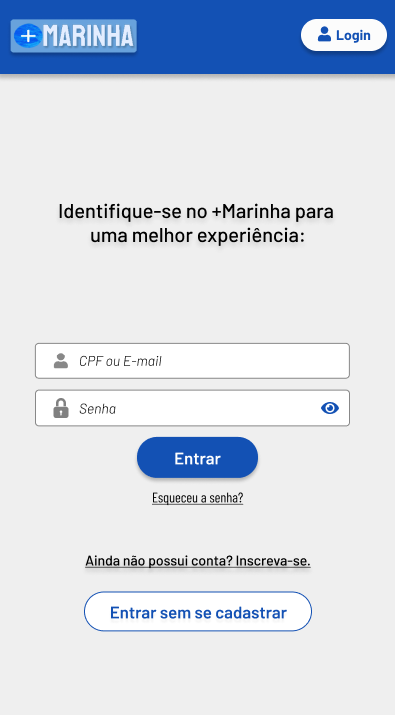 +MARINHA
Login
Identifique-se no +Marinha para
uma melhor experiência:
CPF ou E-mail
Senha
Entrar
Esqueceu a senha?
Ainda não possui conta? Inscreva-se.
Entrar sem se cadastrar